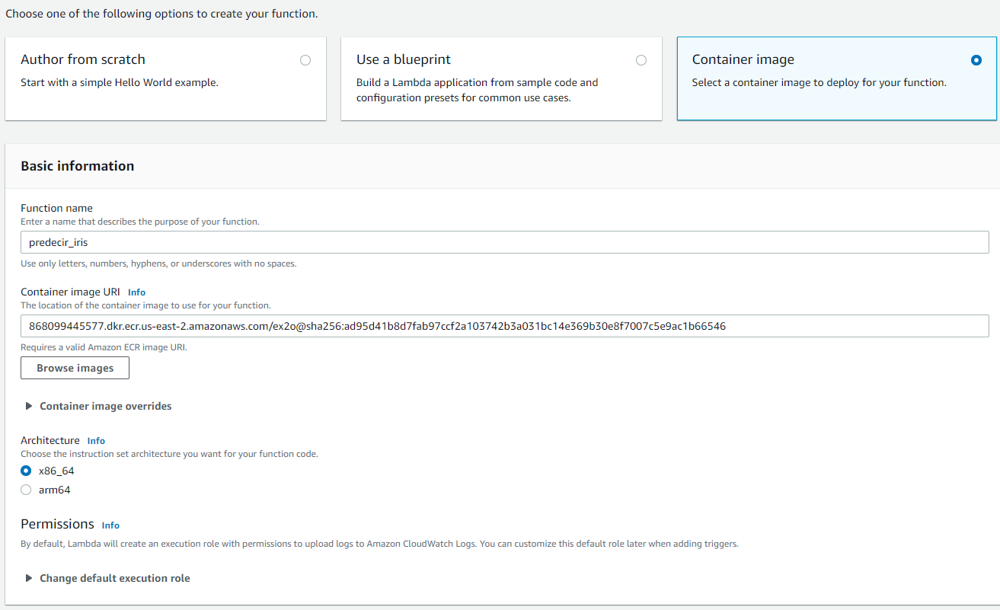 Choose one of the following options to create your function.
Author from scratch
Start with a simple Hello World example.
Use a blueprint
Build a Lambda application from sample code and
configuration presets for common use cases.
Container image
Select a container image to deploy for your function.
Basic information
Function name
Enter a name that describes the purpose of your function.
predecir_iris
Use only letters, numbers, hyphens, or underscores with no spaces.
Container image URI Info
The location of the container image to use for your function.
868099445577.dkr.ecr.us-east-2.amazonaws.com/ex2o@sha256:ad95d41b8d7fab97ccf2a103742b3a031bc14e369b30e8f7007c5e9ac1b66546
Requires a valid Amazon ECR image URI.
Browse images
Container image overrides
Architecture Info
Choose the instruction set architecture you want for your function code.
x86_64
arm64
Permissions Info
By default, Lambda will create an execution role with permissions to upload logs to Amazon CloudWatch Logs. You can customize this default role later when adding triggers.
Change default execution role